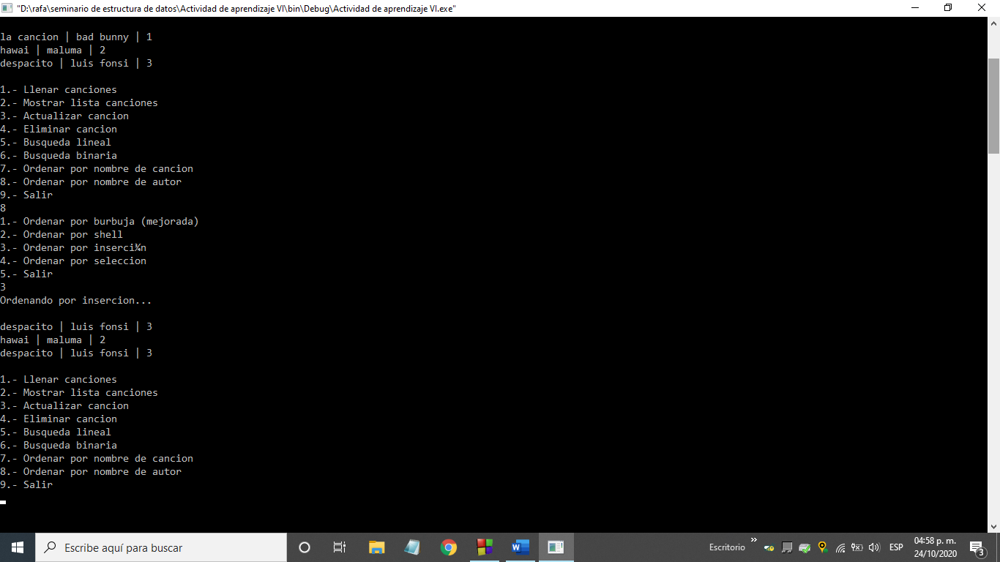 "D:\rafa\seminario de estructura de datos\Actividad de aprendizaje VI\bin\Debug\Actividad de aprendizaje VI.exe"
la cancion | bad bunny | 1
hawai | maluma | 2
despacito | luis fonsi | 3
1.- Llenar canciones
2.- Mostrar lista canciones
3.- Actualizar cancion
4.- Eliminar cancion
5.- Busqueda lineal
6.- Busqueda binaria
7.- Ordenar por nombre de cancion
8.- Ordenar por nombre de autor
9.- Salir
8
1.- Ordenar por burbuja (mejorada)
2.- Ordenar por shell
3.- Ordenar por inserci¾n
4.- Ordenar por seleccion
5.- Salir
3
Ordenando por insercion...
despacito | luis fonsi | 3
hawai | maluma | 2
despacito | luis fonsi | 3
1.- Llenar canciones
2.- Mostrar lista canciones
3.- Actualizar cancion
4.- Eliminar cancion
5.- Busqueda lineal
6.- Busqueda binaria
7.- Ordenar por nombre de cancion
8.- Ordenar por nombre de autor
9.- Salir
Escribe aquí para buscar
Escritorio
ESP
04:58 p. m.
24/10/2020
3